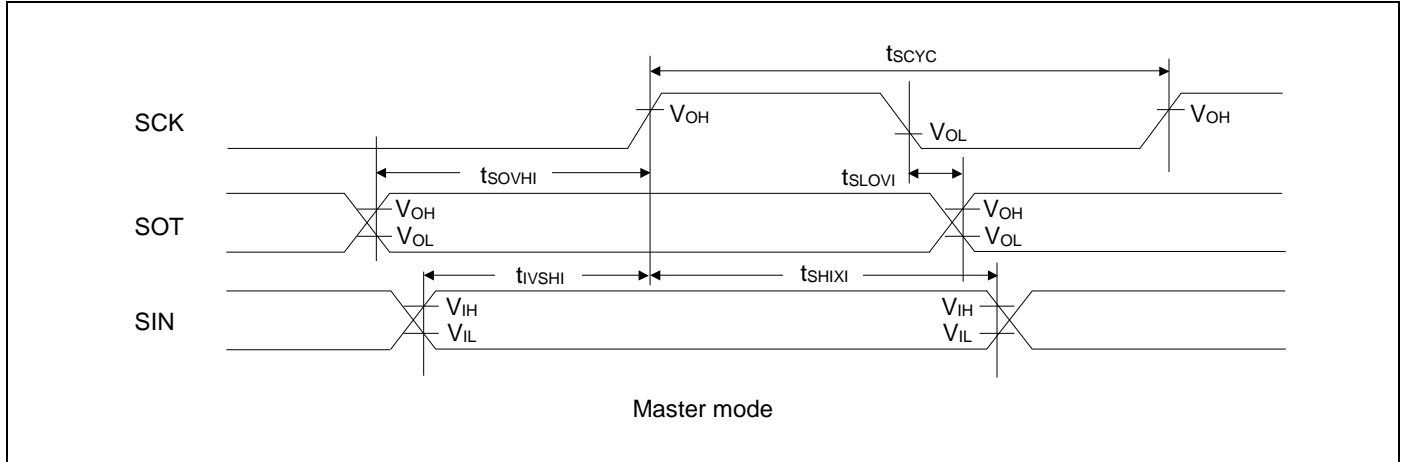 tSCYC
SCK
VOH
VOL
VOH
tSOVHI
tSLOVI
SOT
VOH
VOL
VOH
VOL
tIVSHI
tSHIXI
SIN
VIH
VIL
VIH
VIL
Master mode